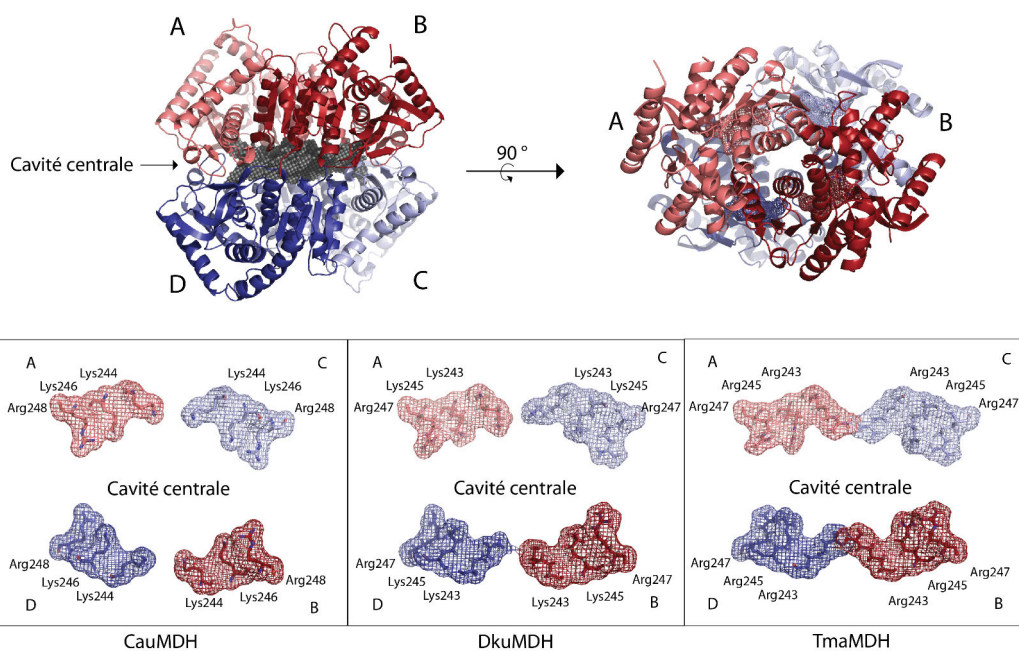 A
B
Cavité centrale
D
C
90 °
A
B
A
C
Lys244
Lys246
Arg248
Lys244
Lys246
Arg248
Cavité centrale
Arg248
Lys246
Lys244
D
Lys244
Lys246
Arg248
B
CauMDH
A
C
Lys243
Lys245
Arg247
Lys243
Lys245
Arg247
Cavité centrale
Arg247
Lys245
Lys243
D
Lys243
Lys245
Arg247
B
DkuMDH
A
C
Arg243
Arg245
Arg247
Arg243
Arg245
Arg247
Cavité centrale
Arg247
Arg245
Arg243
D
Arg243
Arg245
Arg247
B
TmaMDH